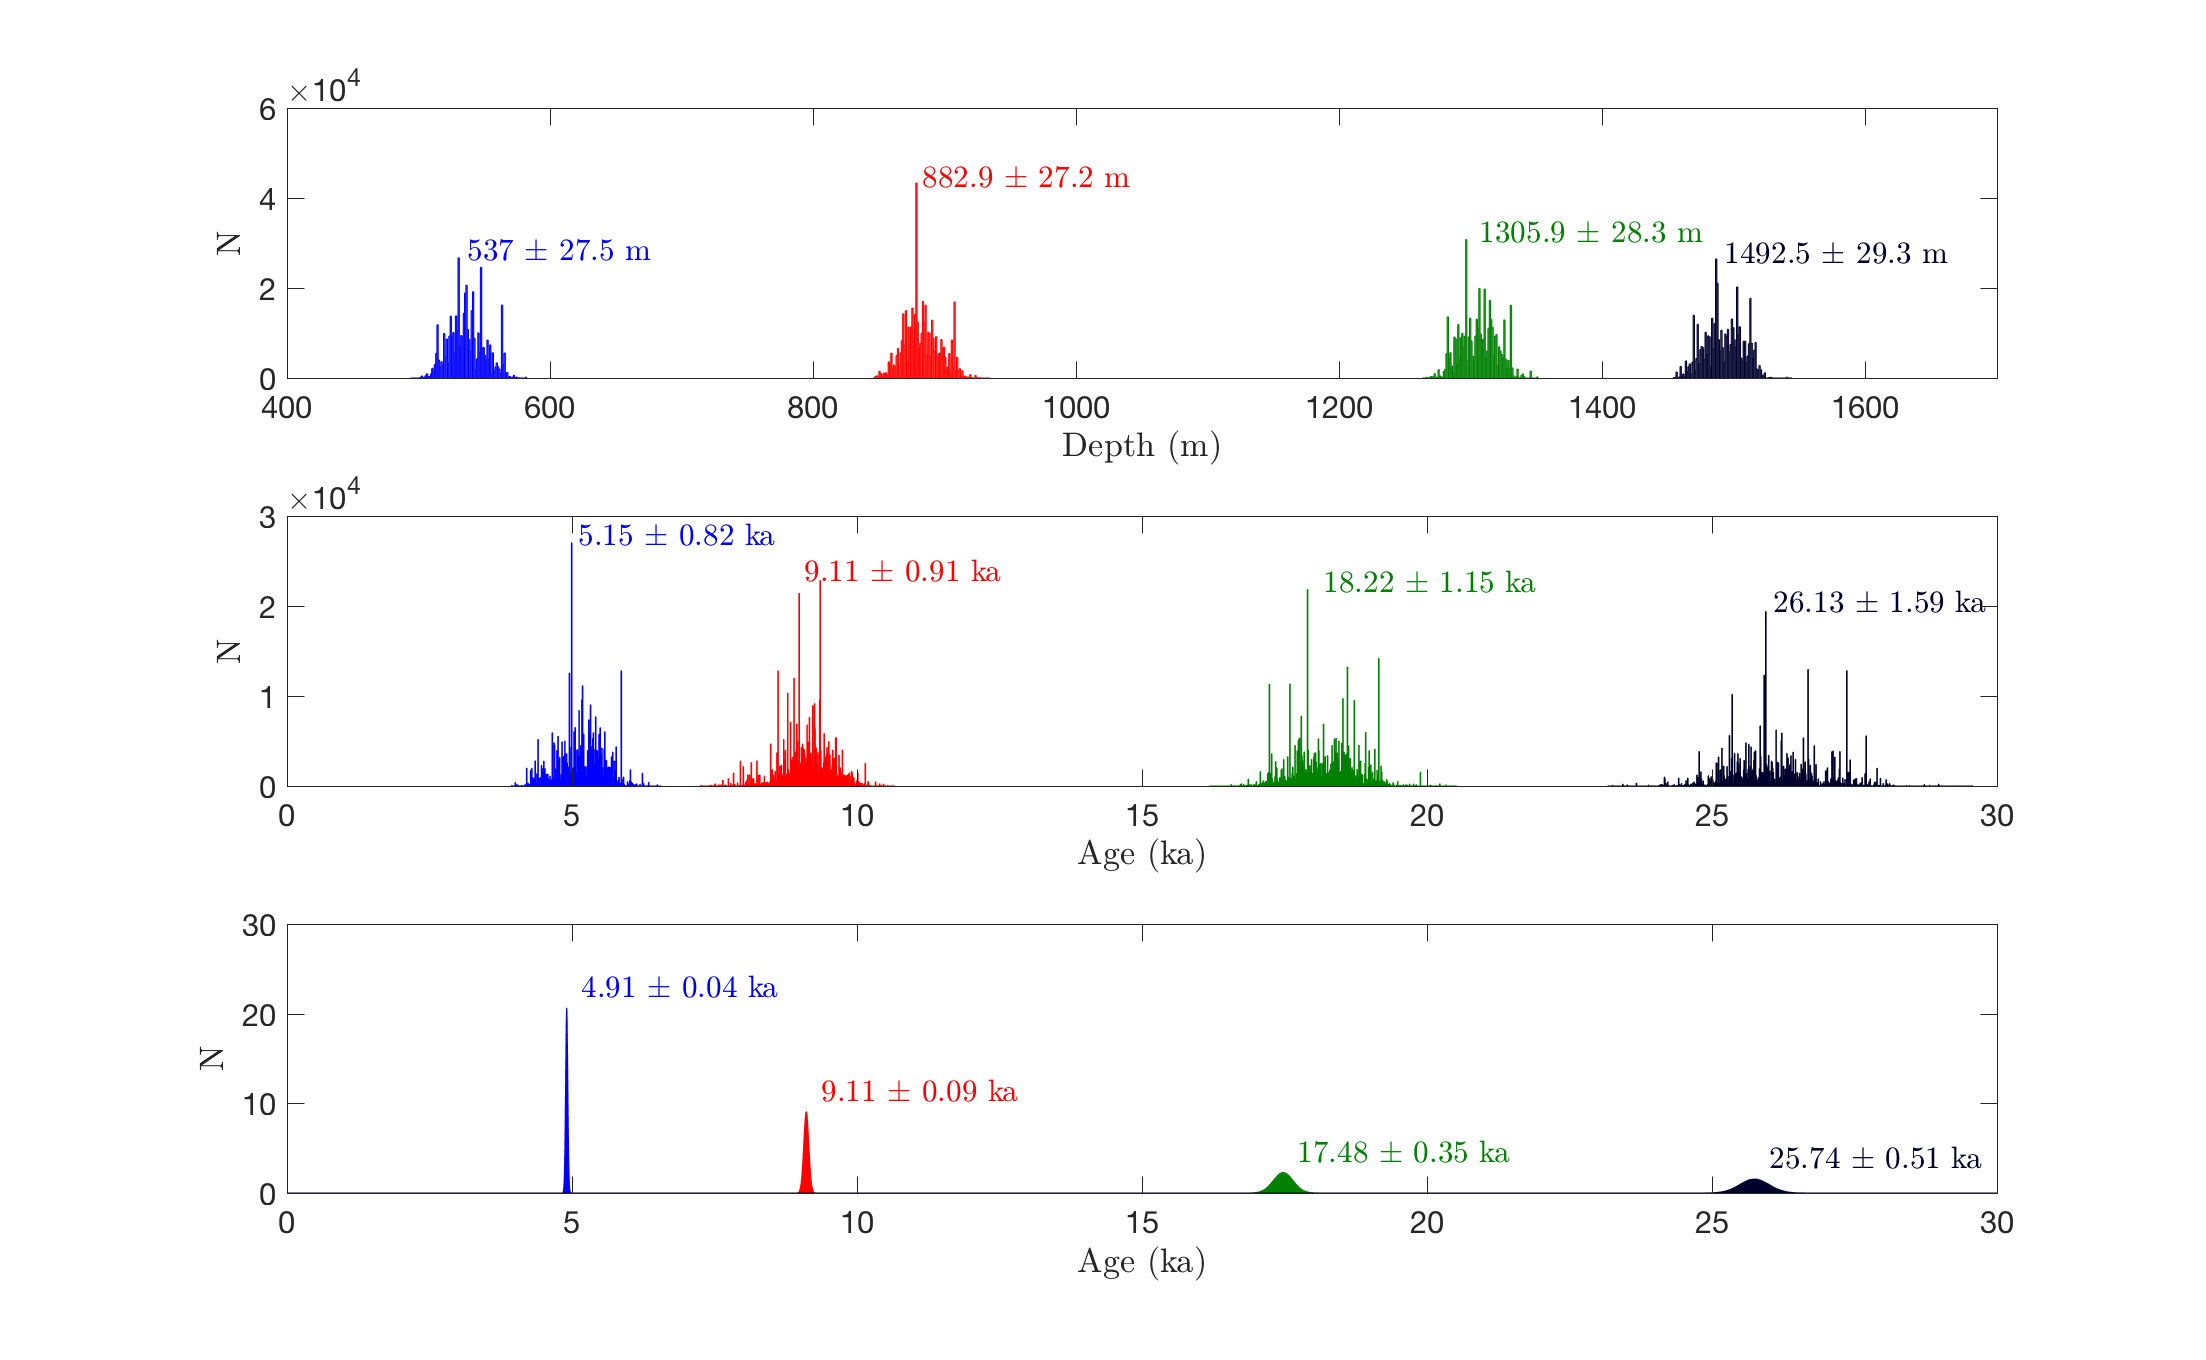 ×10⁴
6
4
2
0
N
537 ± 27.5 m
882.9 ± 27.2 m
1305.9 ± 28.3 m
1492.5 ± 29.3 m
400 600 800 1000 1200 1400 1600
Depth (m)
×10⁴
3
2
1
0
N
5.15 ± 0.82 ka
9.11 ± 0.91 ka
18.22 ± 1.15 ka
26.13 ± 1.59 ka
0 5 10 15 20 25 30
Age (ka)
30
20
10
0
N
4.91 ± 0.04 ka
9.11 ± 0.09 ka
17.48 ± 0.35 ka
25.74 ± 0.51 ka
0 5 10 15 20 25 30
Age (ka)